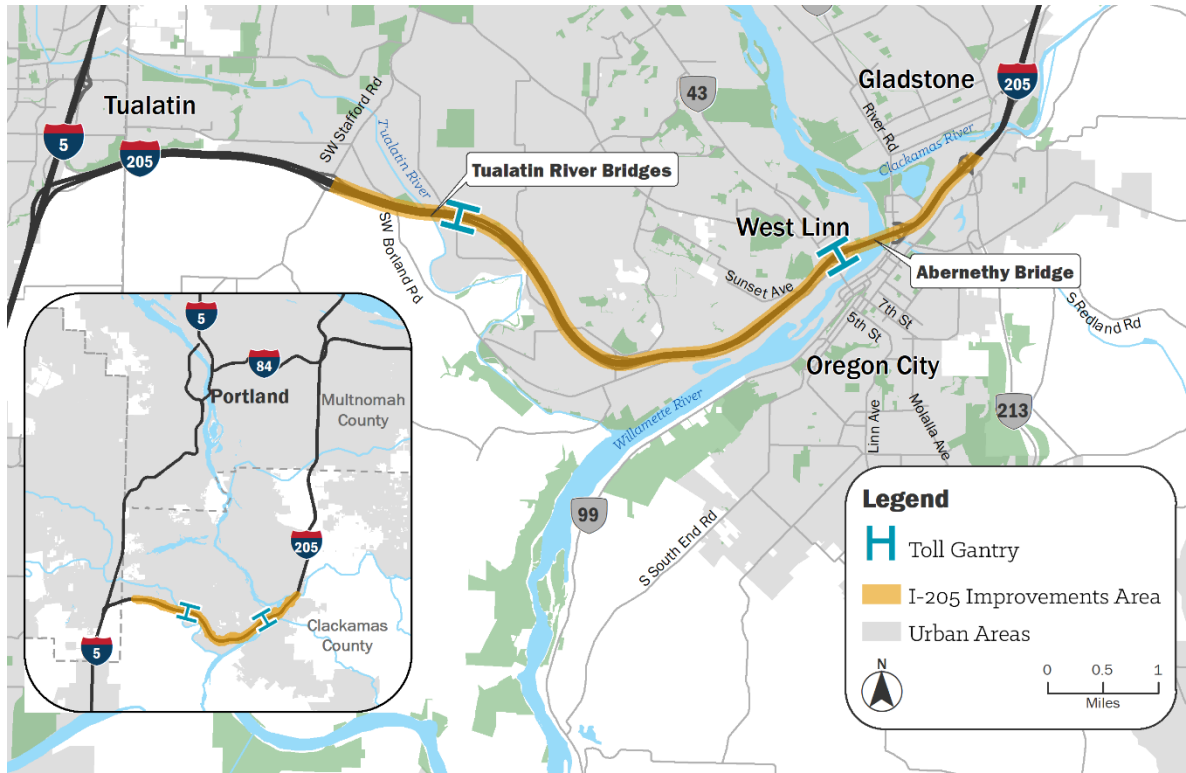 Gladstone
205
Tualatin
43
5
205
SW Stafford Rd
Tualatin River
River Rd
Clackamas River
Tualatin River Bridges
West Linn
Abernethy Bridge
SW Borland Rd
Sunset Ave
7th St
5th St
S Redland Rd
Oregon City
Willamette River
Linn Ave
Molalla Ave
213
99
S South End Rd
5
84
Portland
Multnomah
County
205
Clackamas
County
5
Legend
Toll Gantry
I-205 Improvements Area
Urban Areas
N
0 0.5 1
Miles